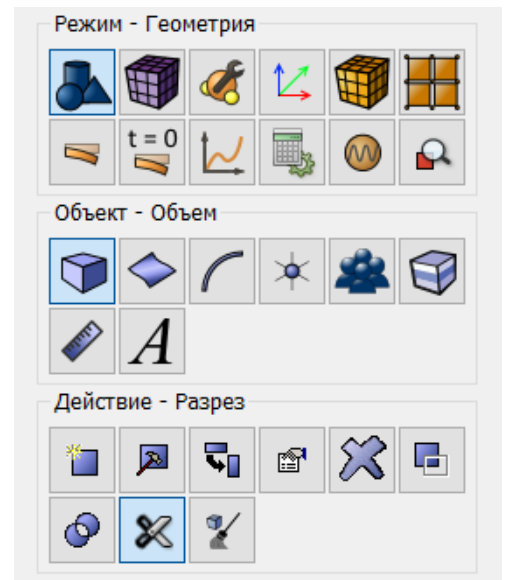 Режим - Геометрия
t = 0
Объект - Объем
A
Действие - Разрез